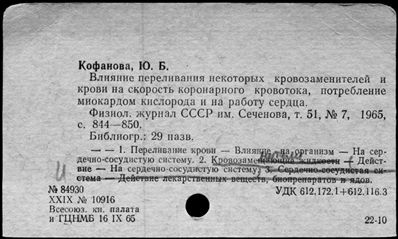 Кофанова, Ю. Б.
Влияние переливания некоторых кровозаменителей и
крови на скорость коронарного кровотока, потребление
миокардом кислорода и на работу сердца.
Физиол. журнал СССР им. Сеченова, т. 51, № 7, 1965,
с. 844—850.
Библиогр.: 29 назв.
— — 1. Переливание крови — Влияние на организм — На сер-
дечно-сосудистую систему. 2. Кровозаменяющие жидкости — Дейст-
вие — На сердечно-сосудистую систему; 3. Сердечно-сосудистая си-
стема — Действие лекарственных веществ, биопрепаратов и ядов.
№ 84930
УДК 612.172.1+612.116.3
XXIX № 10916
Всесоюз. кн. палата
и ГЦНМБ 16 IX 65
22-10